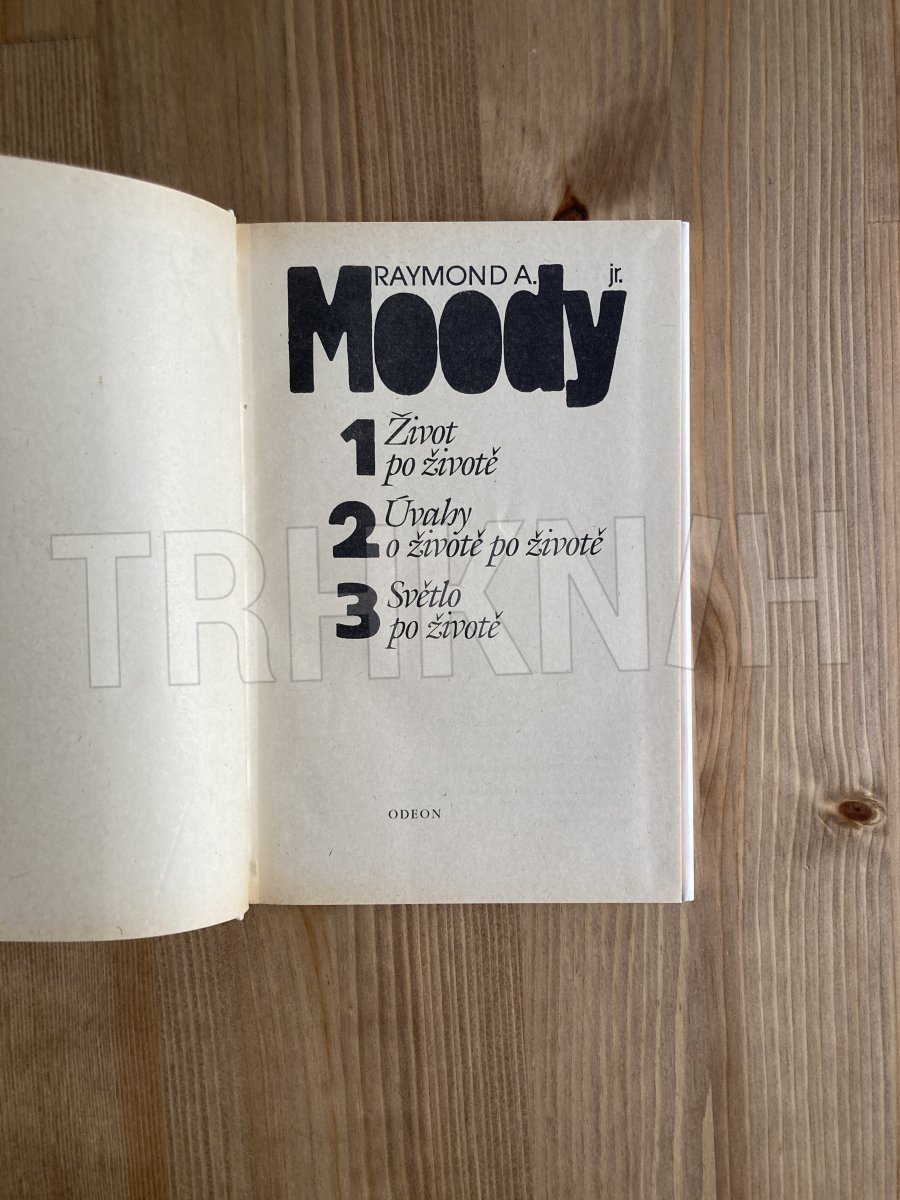 RAYMOND A. jr.
Moody
1 Život
po životě
2 Úvahy
o životě po životě
3 Světlo
po životě
TRHKNIH
ODEON